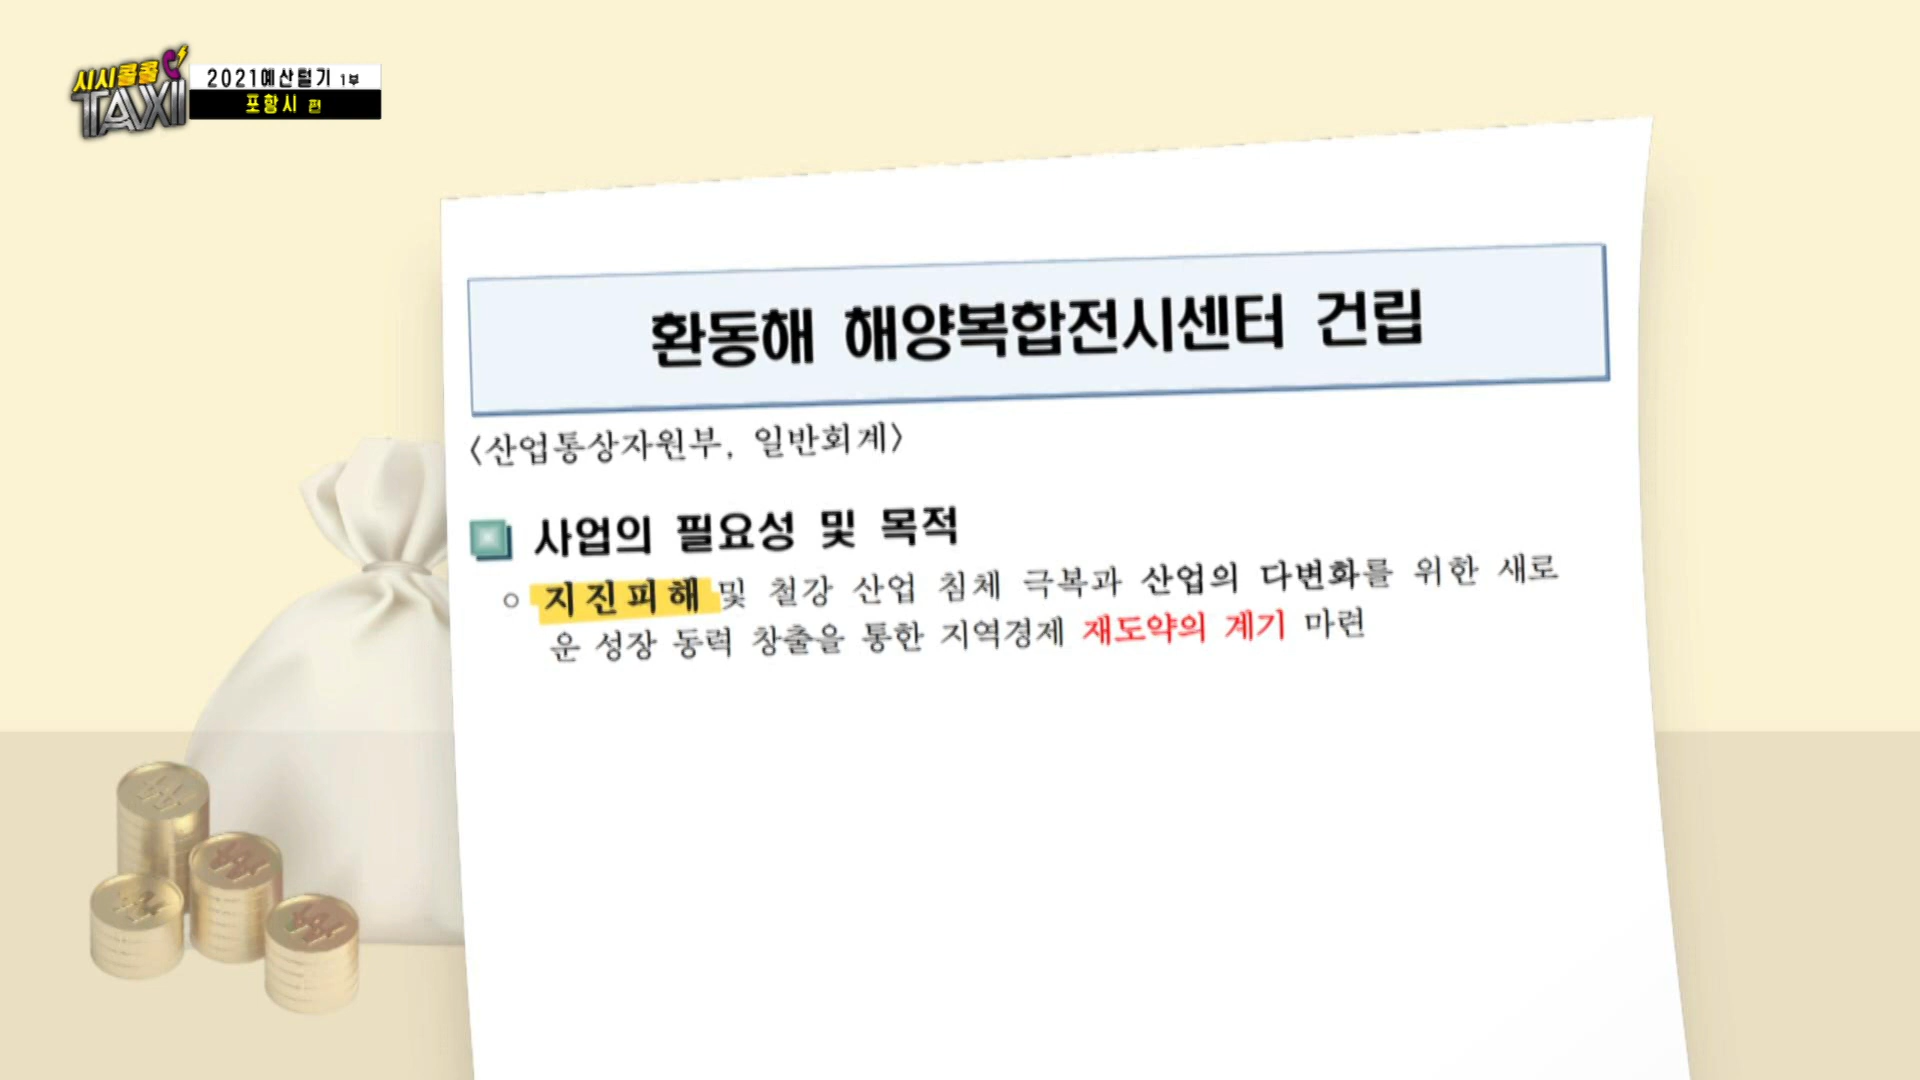 시시콜콜
TAXI
2021예산털기 1부
포항시 편
환동해 해양복합전시센터 건립
<산업통상자원부, 일반회계>
사업의 필요성 및 목적
○ 지진피해 및 철강 산업 침체 극복과 산업의 다변화를 위한 새로
운 성장 동력 창출을 통한 지역경제 재도약의 계기 마련